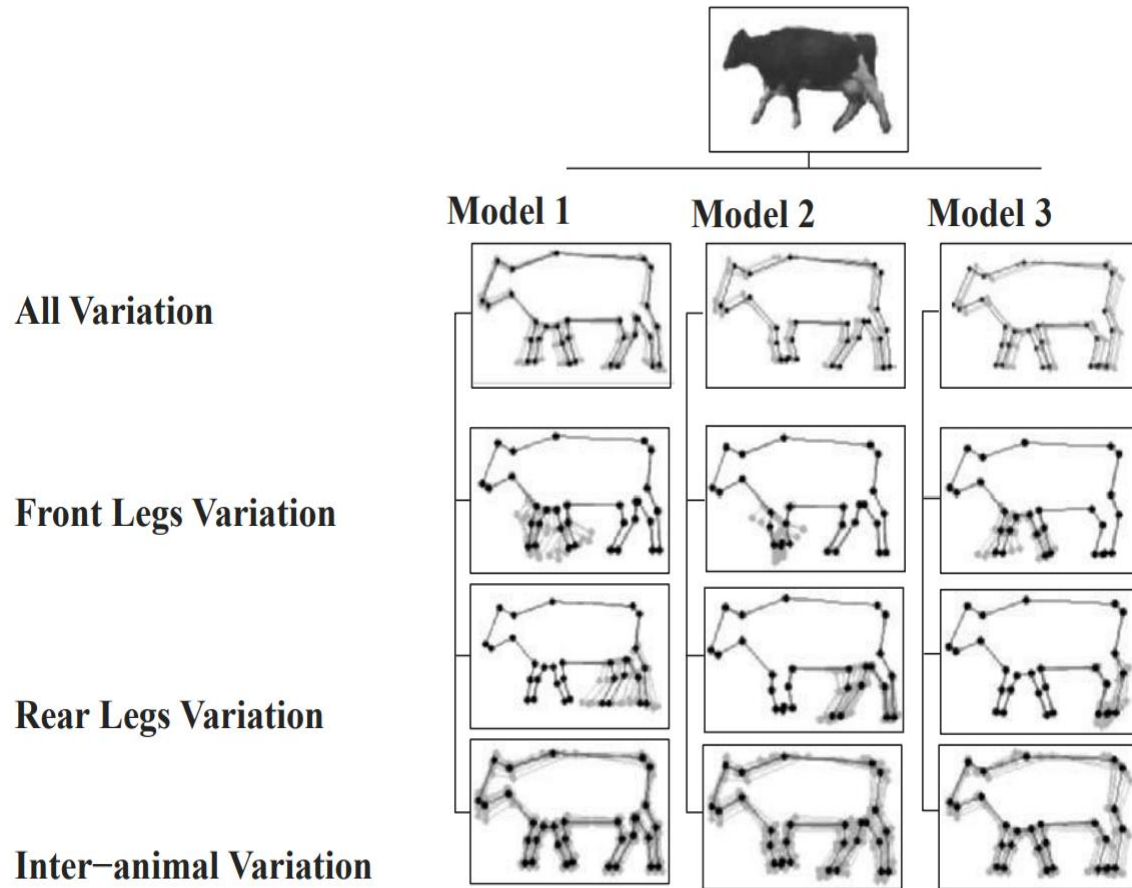 Model 1
Model 2
Model 3
All Variation
Front Legs Variation
Rear Legs Variation
Inter−animal Variation